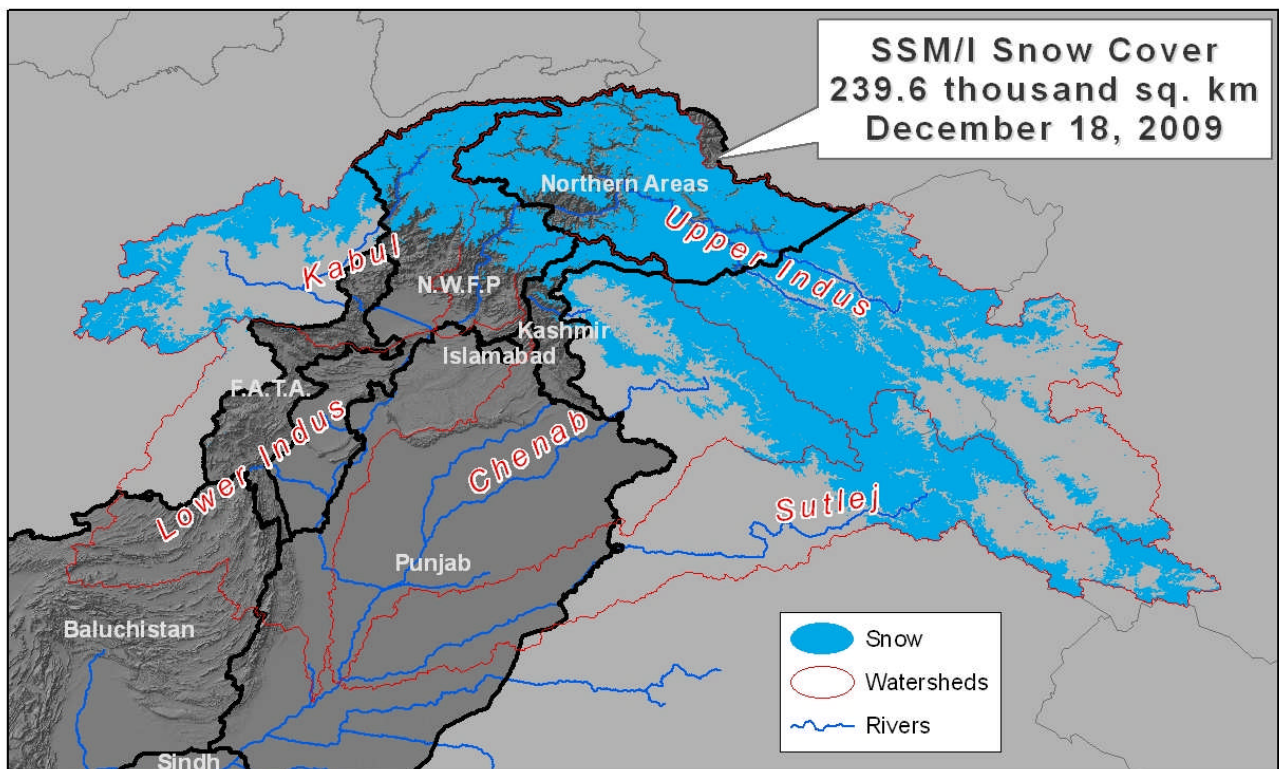 SSM/I Snow Cover
239.6 thousand sq. km
December 18, 2009
Northern Areas
Upper Indus
Kabul
N.W.F.P
Kashmir
Islamabad
F.A.T.A.
Lower Indus
Chenab
Sutlej
Punjab
Baluchistan
Sindh
Snow
Watersheds
Rivers